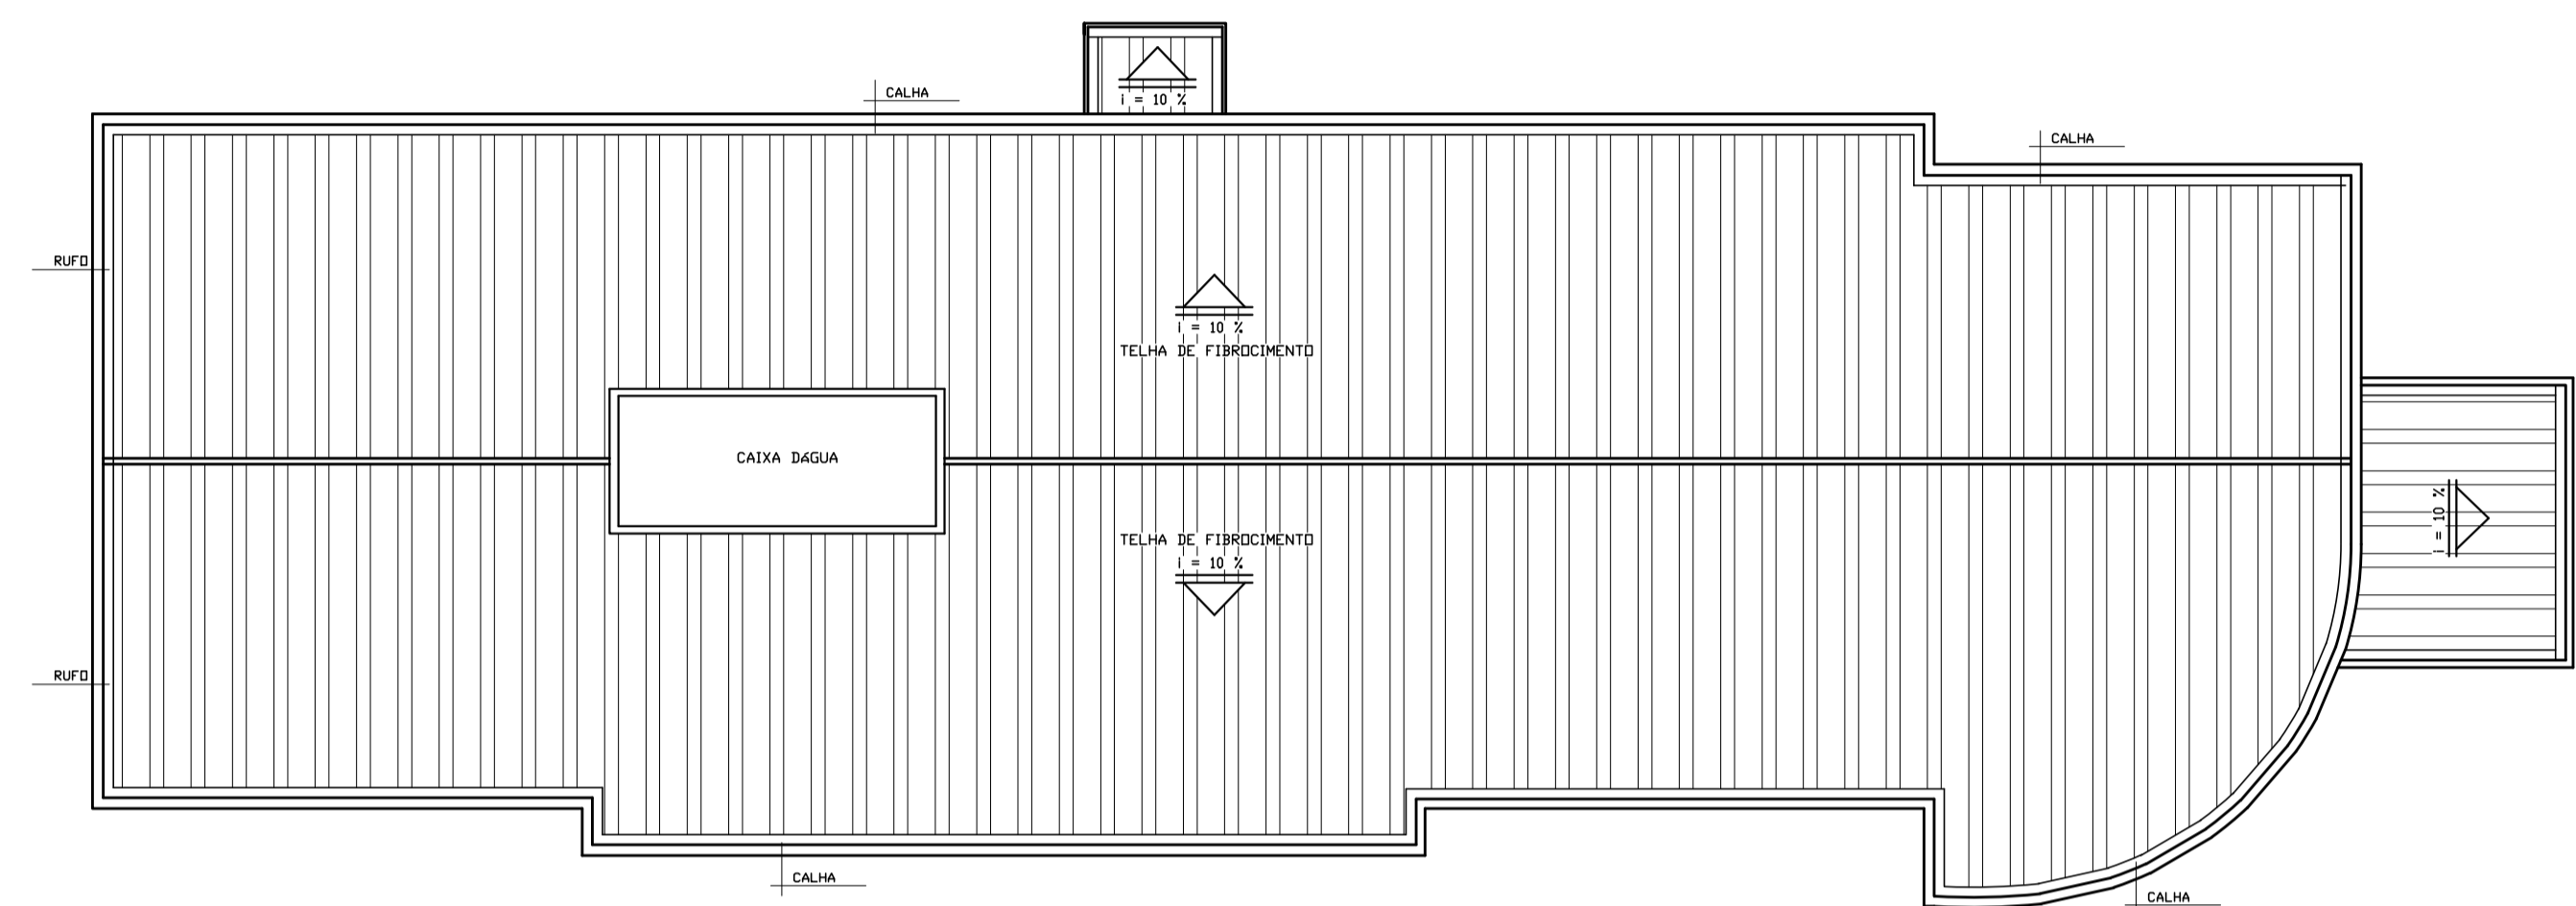 i = 10 %
CALHA
CALHA
RUFO
i = 10 %
TELHA DE FIBROCIMENTO
CAIXA DáGUA
i = 10 %
TELHA DE FIBROCIMENTO
i = 10 %
RUFO
CALHA
CALHA